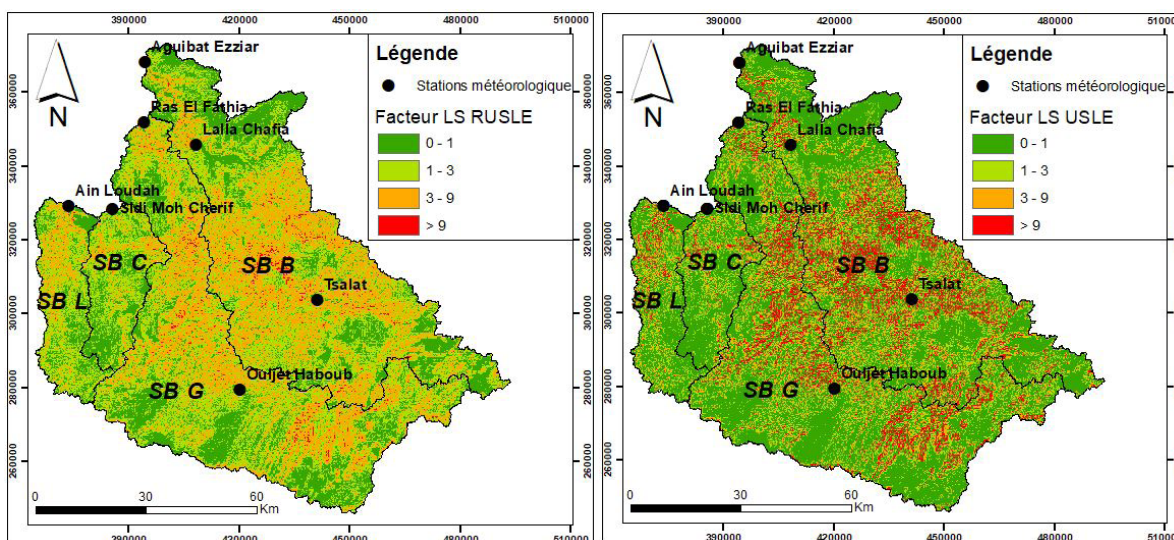 390000 420000 450000 480000 510000
Légende
Stations météorologique
Facteur LS RUSLE
0 - 1
1 - 3
3 - 9
> 9
N
Aguibat Ezziar
Ras El Fathia
Lalla Chafia
Ain Loudah
Sidi Moh Cherif
SB C
SB B
SB L
Tsalat
SB G
Ouljet Haboub
360000
340000
320000
300000
280000
260000
0 30 60
Km
390000 420000 450000 480000 510000
390000 420000 450000 480000 51000
Légende
Stations météorologique
Facteur LS USLE
0 - 1
1 - 3
3 - 9
> 9
N
Aguibat Ezziar
Ras El Fathia
Lalla Chafia
Ain Loudah
Sidi Moh Cherif
SB C
SB B
SB L
Tsalat
SB G
Ouljet Haboub
360000
340000
320000
300000
280000
260000
0 30 60
Km
390000 420000 450000 480000 51000